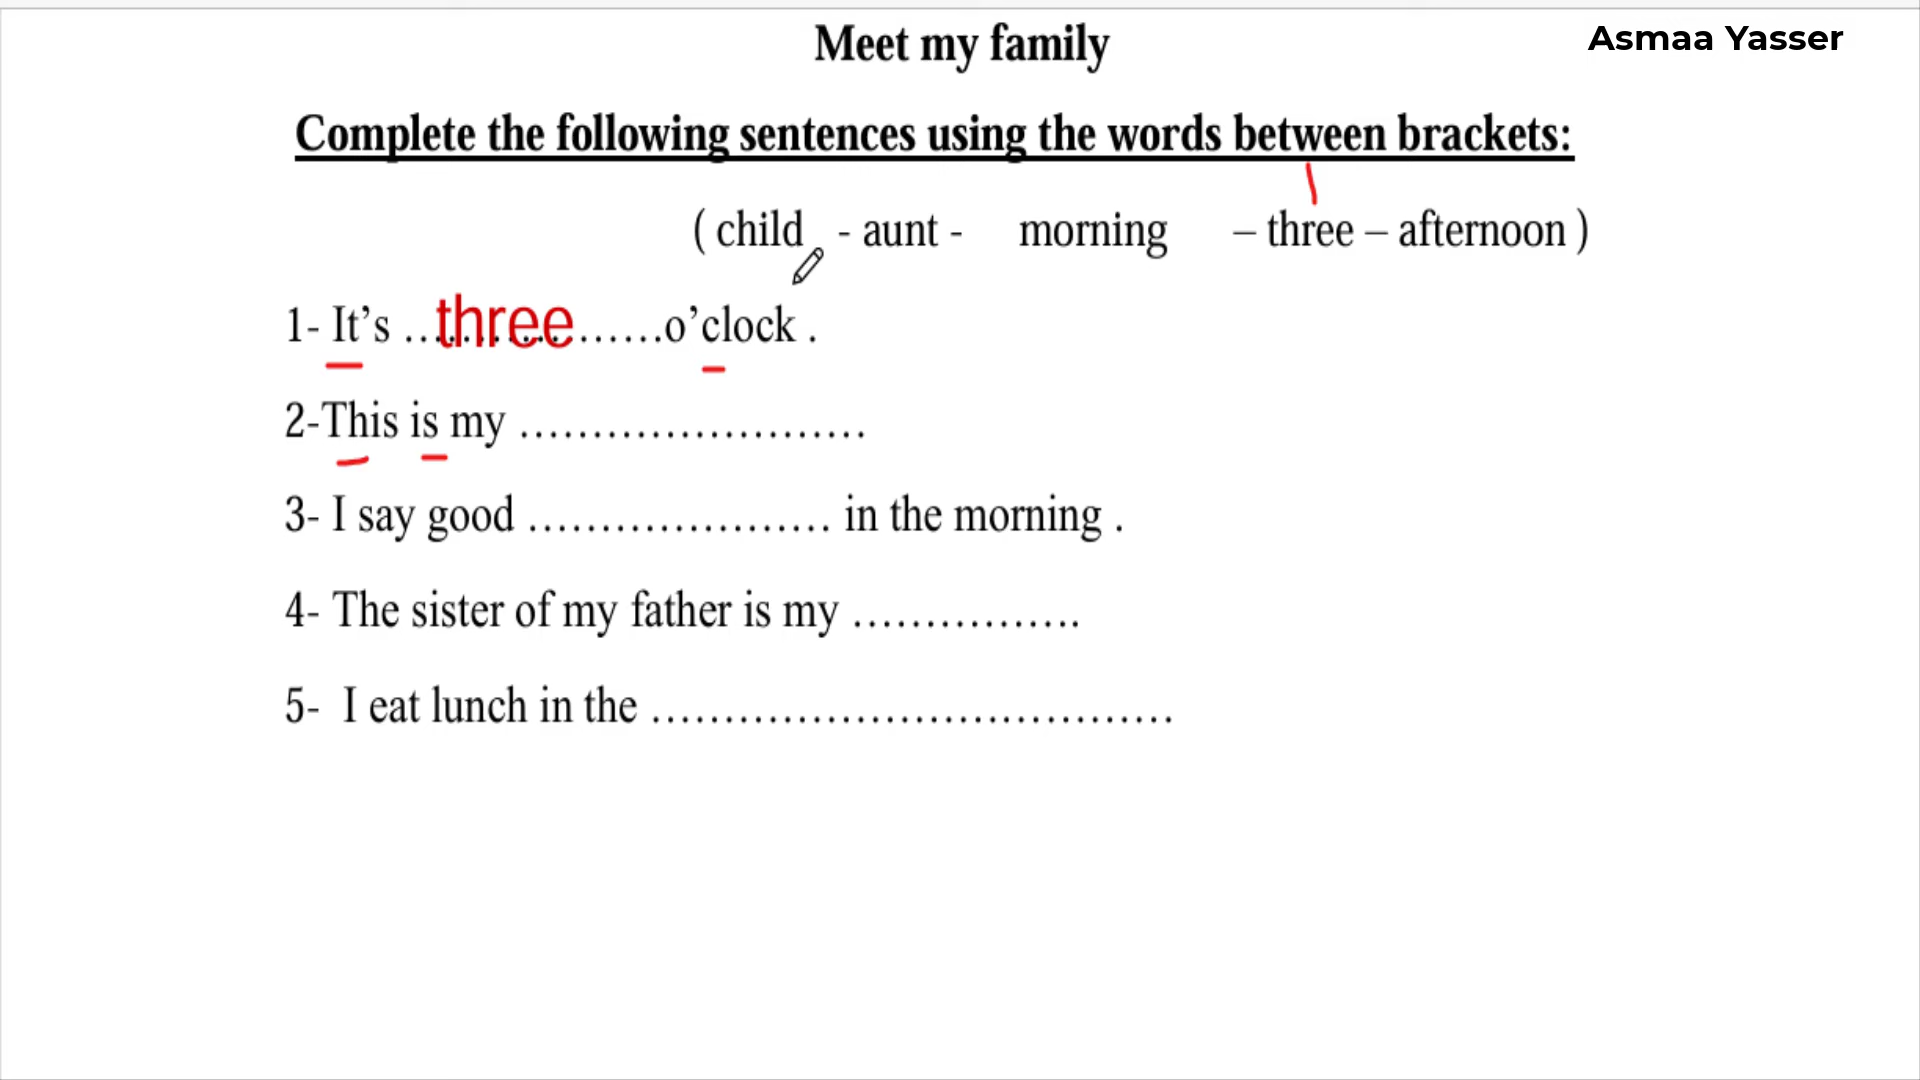 Meet my family
Asmaa Yasser
Complete the following sentences using the words between brackets:
( child - aunt - morning – three – afternoon )
1- It’s …three……o’clock .
2-This is my ……………………
3- I say good ………………… in the morning .
4- The sister of my father is my …………….
5- I eat lunch in the ………………………………